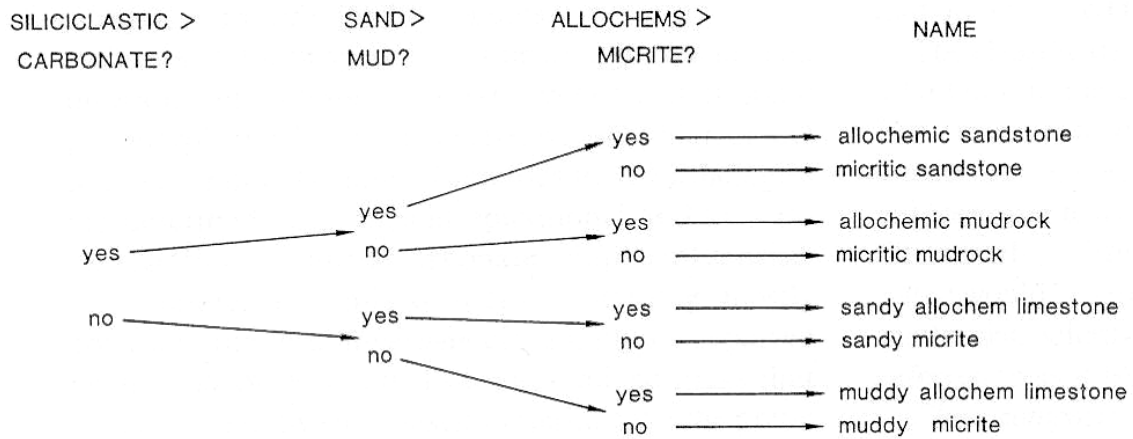 SILICICLASTIC > SAND > ALLOCHEMS > NAME
CARBONATE? MUD? MICRITE?
yes allochemic sandstone
no micritic sandstone
yes
yes allochemic mudrock
no
yes
no micritic mudrock
yes sandy allochem limestone
no yes
no sandy micrite
no
yes muddy allochem limestone
no muddy micrite